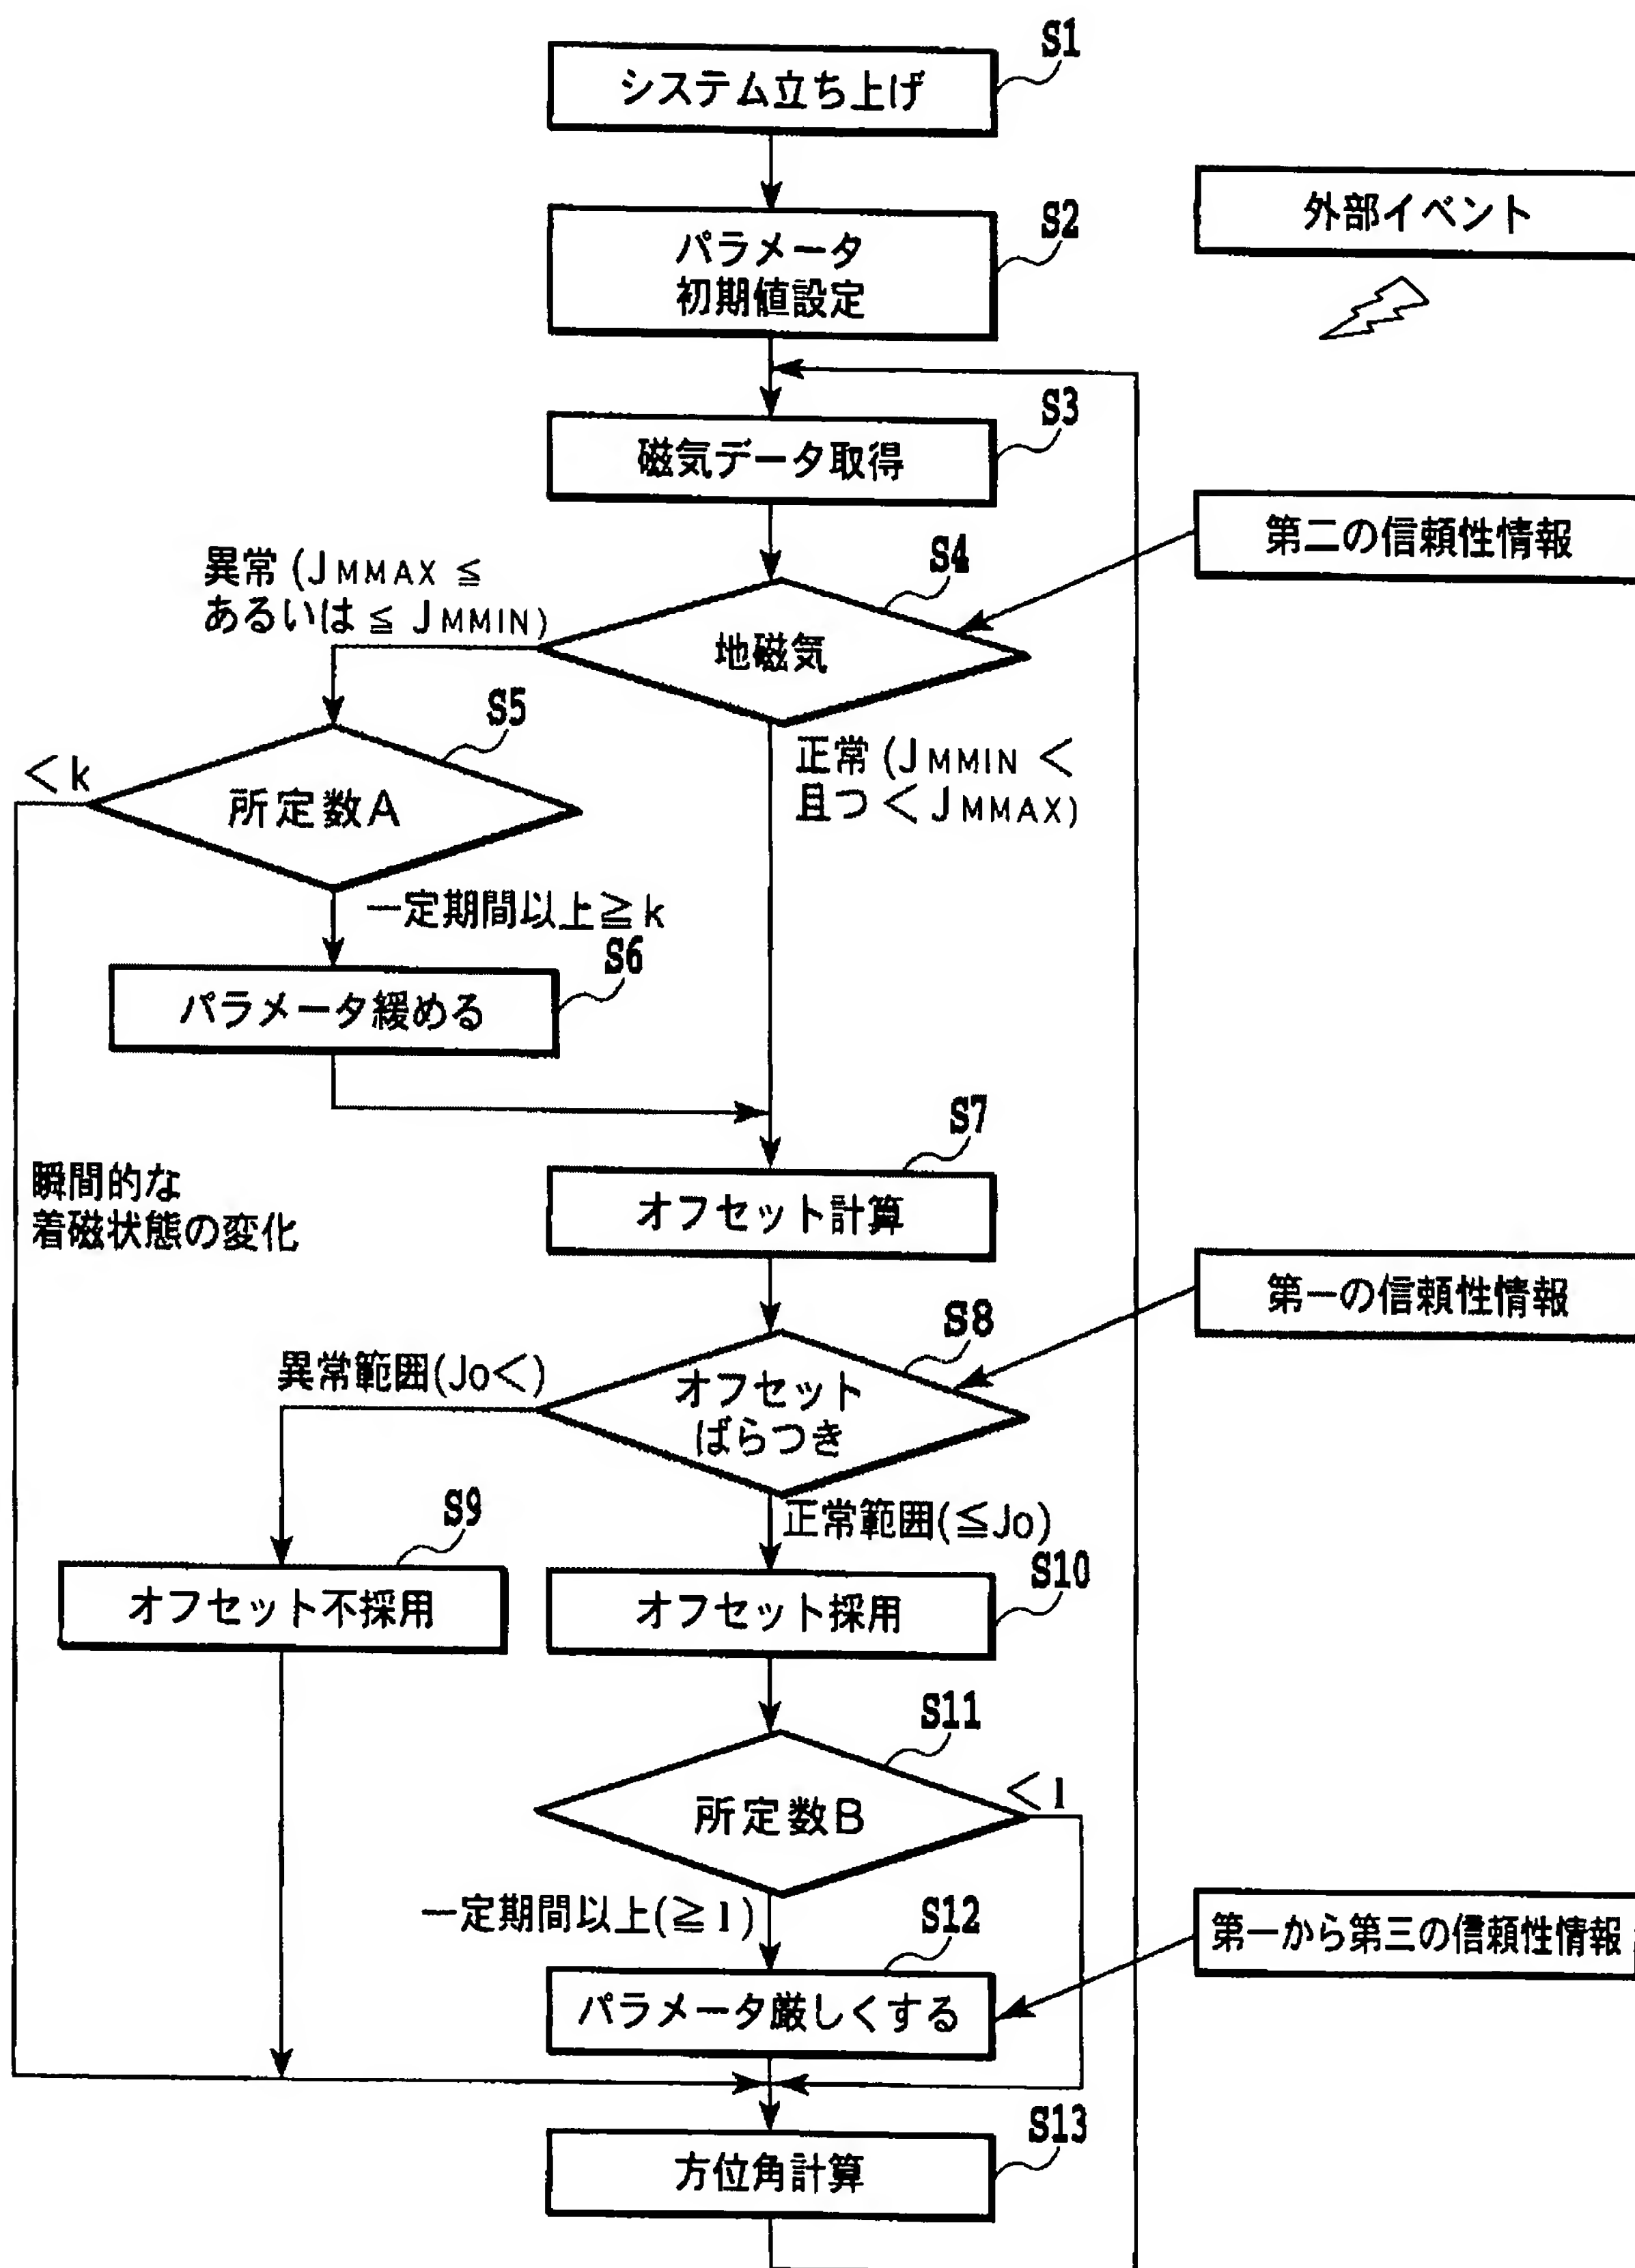 S1
システム立ち上げ
S2
外部イベント
パラメータ
初期値設定
S3
磁気データ取得
第二の信頼性情報
S4
異常 (JMMAX ≦
あるいは ≦ JMMIN)
地磁気
S5
<k
所定数A
正常 (JMMIN <
且つ < JMMAX)
一定期間以上≧k
S6
パラメータ緩める
S7
瞬間的な
着磁状態の変化
オフセット計算
第一の信頼性情報
S8
異常範囲(Jo<)
オフセット
ばらつき
正常範囲(≦Jo)
S9
S10
オフセット不採用
オフセット採用
S11
<l
所定数B
一定期間以上(≧l)
S12
第一から第三の信頼性情報
パラメータ厳しくする
S13
方位角計算